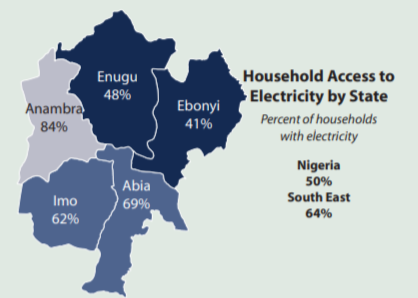 Enugu
48%
Anambra
84%
Ebonyi
41%
Imo
62%
Abia
69%
Household Access to
Electricity by State
Percent of households
with electricity
Nigeria
50%
South East
64%